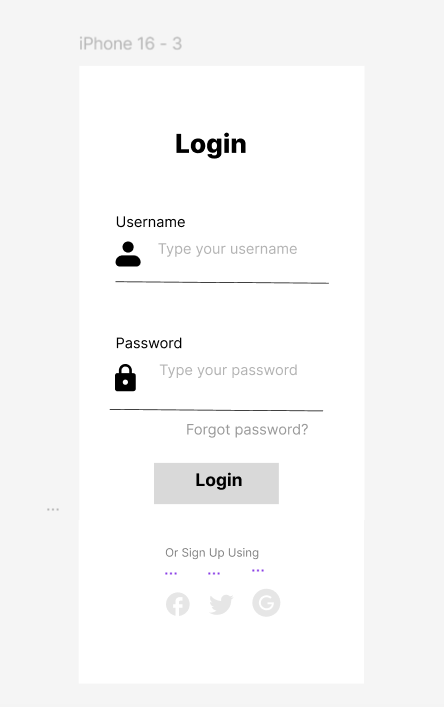 iPhone 16 - 3
Login
Username
Type your username
Password
Type your password
Forgot password?
Login
...
Or Sign Up Using
... ... ...